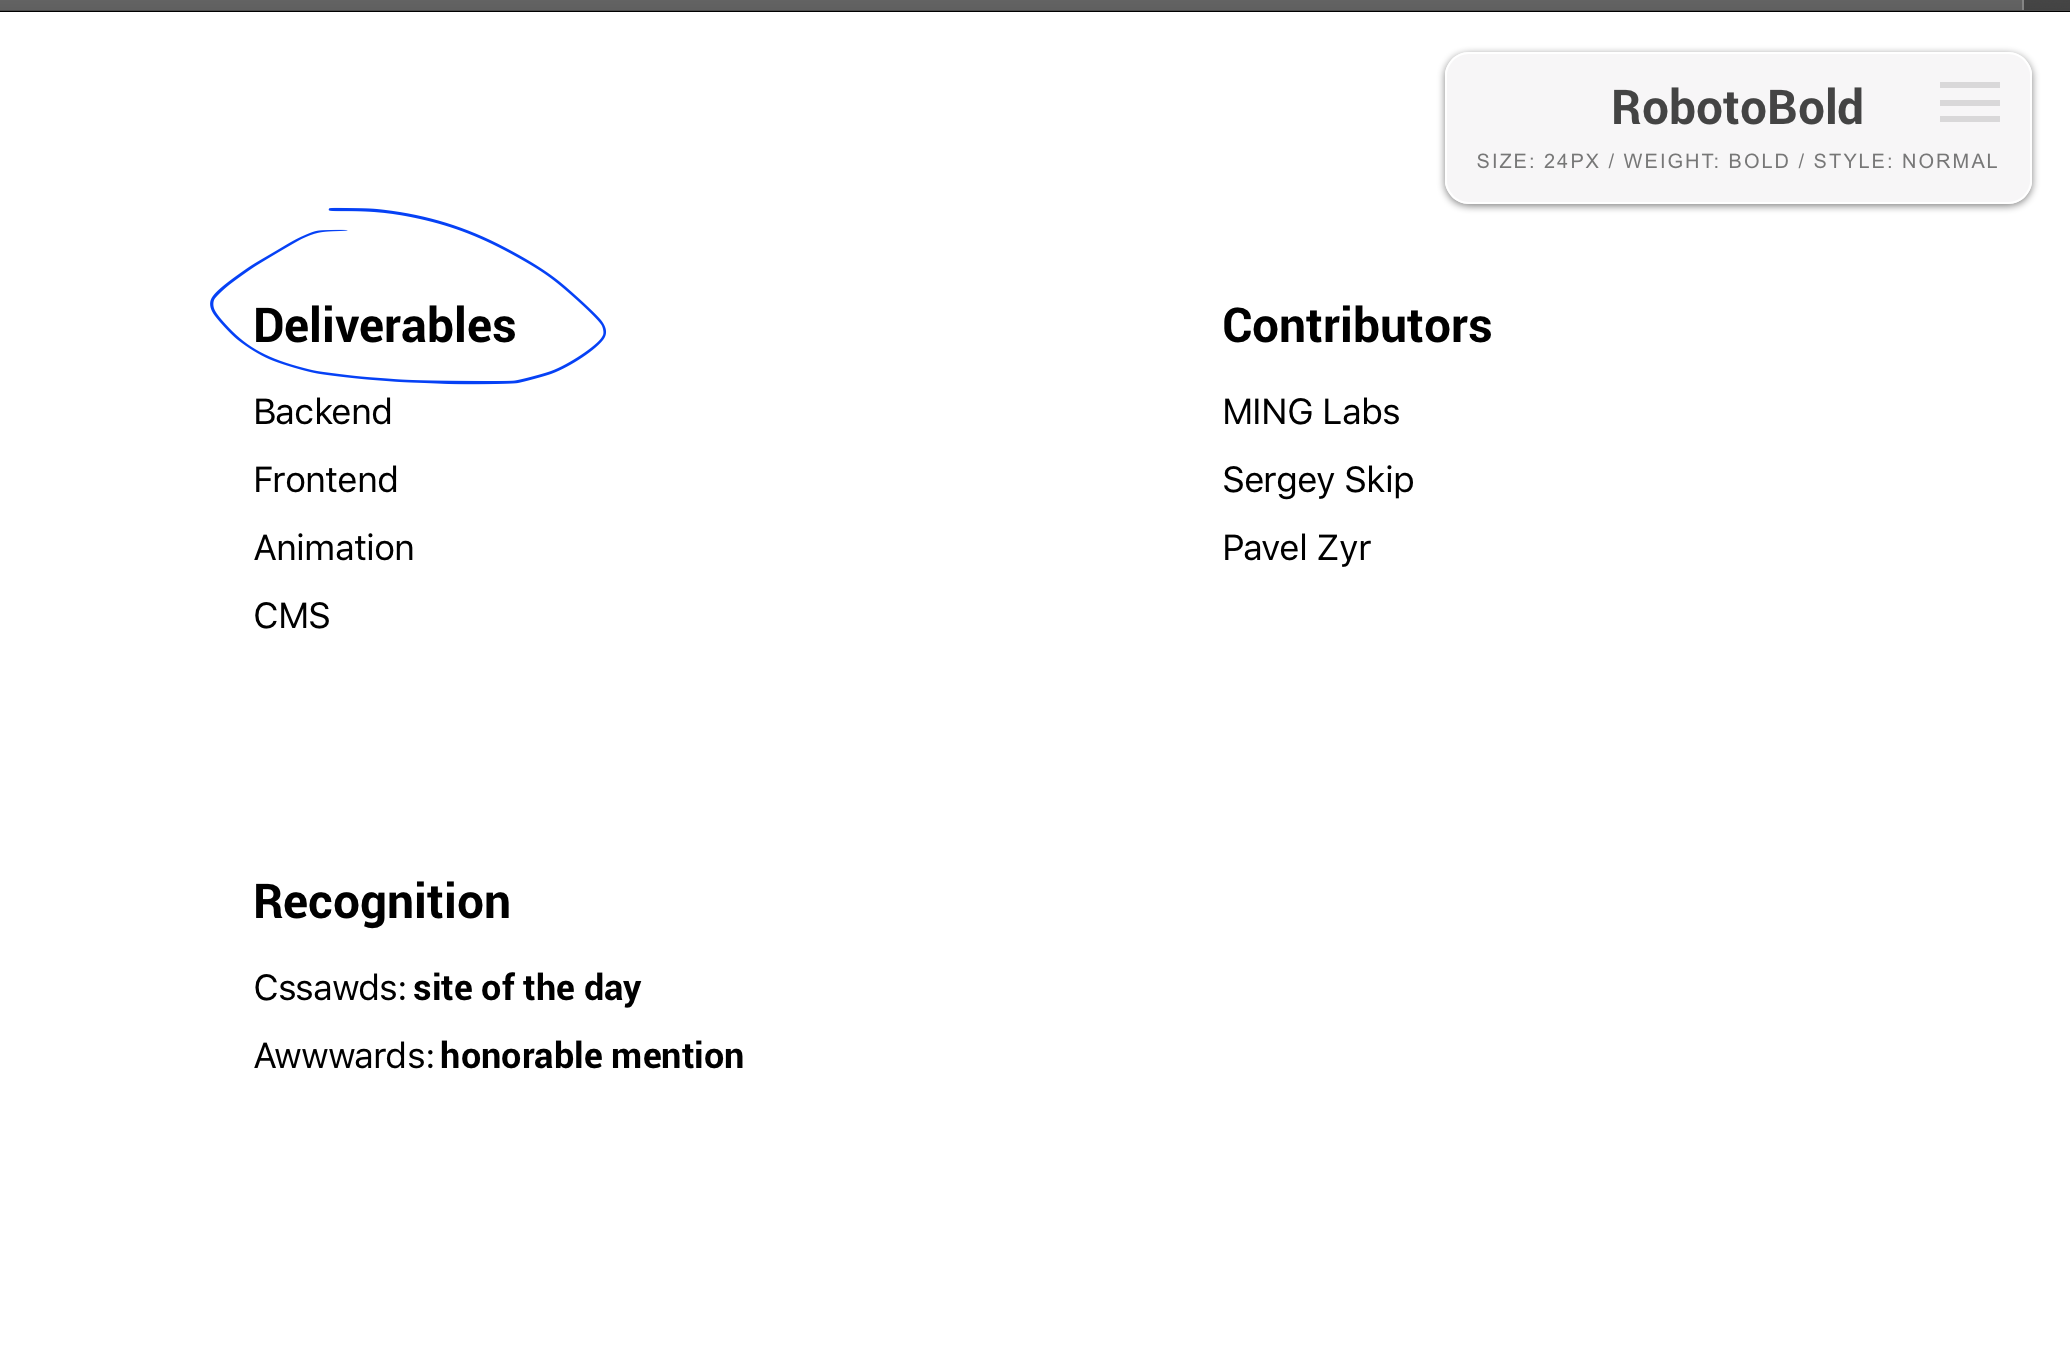 RobotoBold
SIZE: 24PX / WEIGHT: BOLD / STYLE: NORMAL
Deliverables
Backend
Frontend
Animation
CMS
Contributors
MING Labs
Sergey Skip
Pavel Zyr
Recognition
Cssawds: site of the day
Awwwards: honorable mention